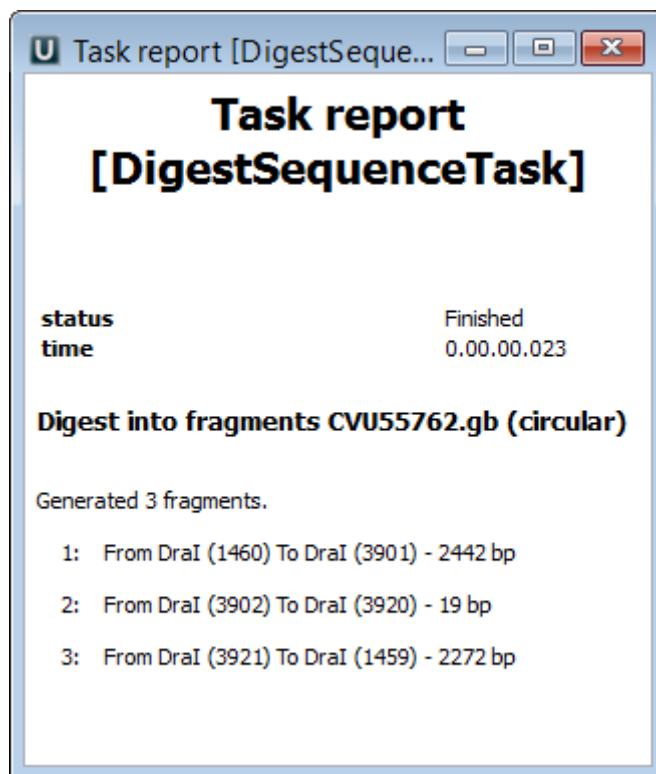 U Task report [DigestSeque...
Task report
[DigestSequenceTask]
status Finished
time 0.00.00.023
Digest into fragments CVU55762.gb (circular)
Generated 3 fragments.
1: From DraI (1460) To DraI (3901) - 2442 bp
2: From DraI (3902) To DraI (3920) - 19 bp
3: From DraI (3921) To DraI (1459) - 2272 bp